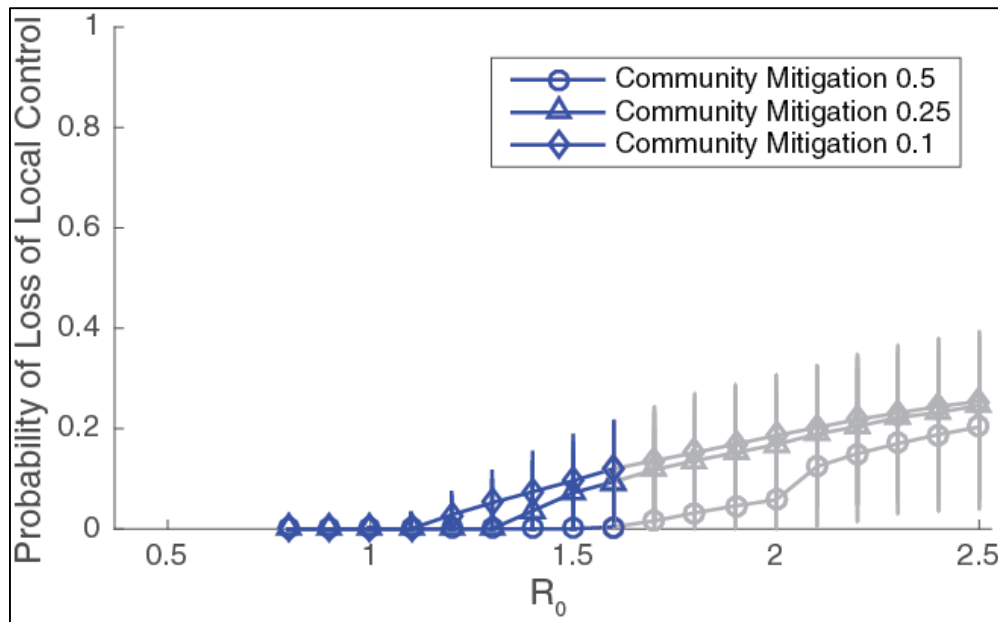 Probability of Loss of Local Control
1
0.8
0.6
0.4
0.2
0
Community Mitigation 0.5
Community Mitigation 0.25
Community Mitigation 0.1
0.5
1
1.5
2
2.5
R₀